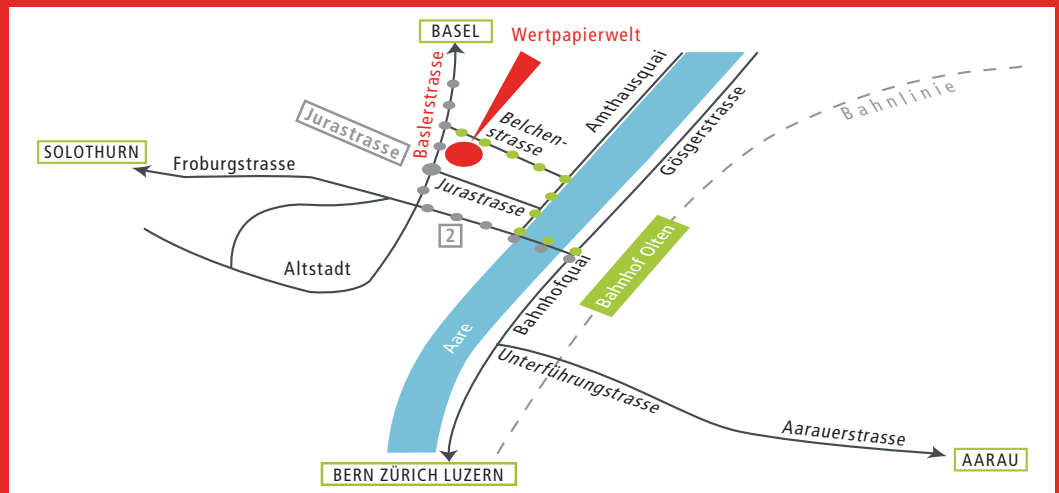 BASEL
Wertpapierwelt
Baslerstrasse
Jurastrasse
Belchen-
strasse
Amthausquai
Gösgerstrasse
Bahnlinie
SOLOTHURN
Froburgstrasse
Jurastrasse
2
Altstadt
Bahnhof Olten
Bahnhofquai
Aare
Unterführungstrasse
Aarauerstrasse
AARAU
BERN ZÜRICH LUZERN